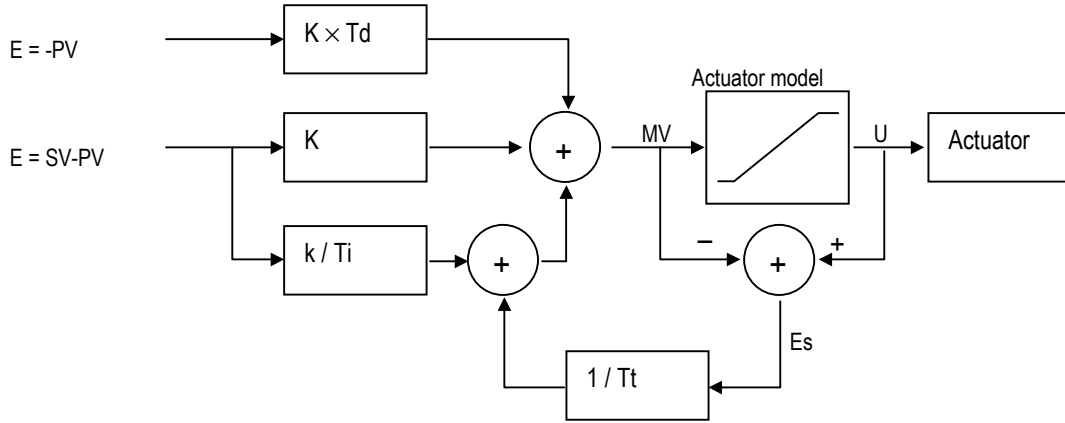 E = -PV
K × Td
Actuator model
E = SV-PV
K
+
MV
U
Actuator
k / Ti
+
−
+
+
Es
1 / Tt